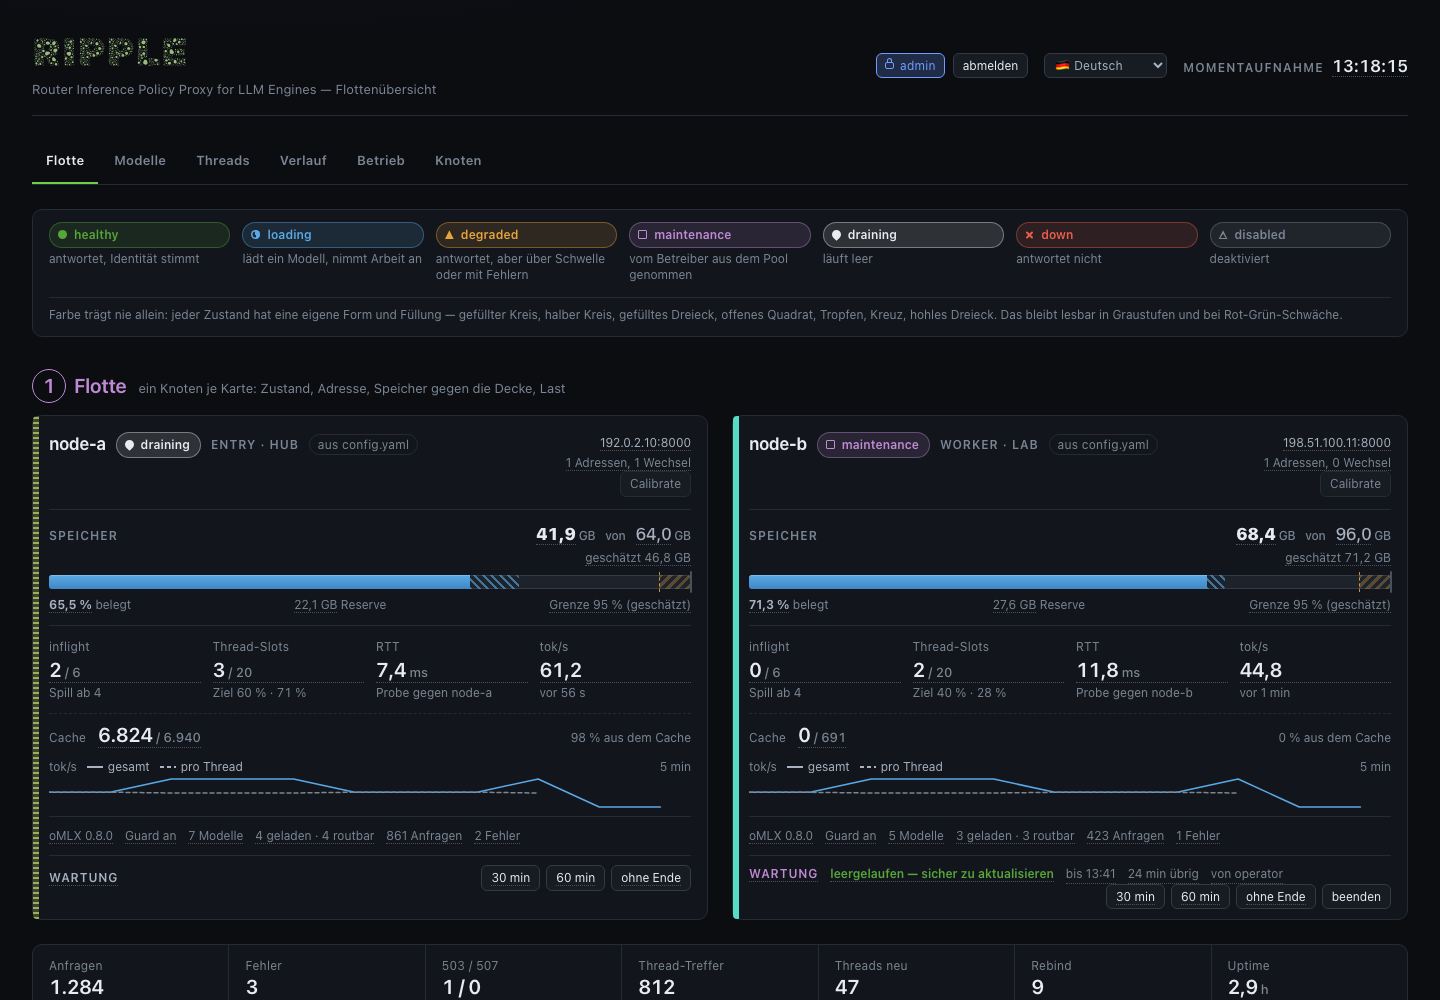 RIPPLE
admin abmelden Deutsch MOMENTAUFNAHME 13:18:15
Router Inference Policy Proxy for LLM Engines — Flottenübersicht
Flotte Modelle Threads Verlauf Betrieb Knoten
healthy loading degraded maintenance draining down disabled
antwortet, Identität stimmt lädt ein Modell, nimmt Arbeit an antwortet, aber über Schwelle vom Betreiber aus dem Pool läuft leer antwortet nicht deaktiviert
oder mit Fehlern genommen
Farbe trägt nie allein: jeder Zustand hat eine eigene Form und Füllung — gefüllter Kreis, halber Kreis, gefülltes Dreieck, offenes Quadrat, Tropfen, Kreuz, hohles Dreieck. Das bleibt lesbar in Graustufen und bei Rot-Grün-Schwäche.
1 Flotte ein Knoten je Karte: Zustand, Adresse, Speicher gegen die Decke, Last
node-a draining ENTRY · HUB aus config.yaml 192.0.2.10:8000
1 Adressen, 1 Wechsel
Calibrate
SPEICHER 41,9 GB von 64,0 GB
geschätzt 46,8 GB
65,5 % belegt 22,1 GB Reserve Grenze 95 % (geschätzt)
inflight Thread-Slots RTT tok/s
2 / 6 3 / 20 7,4 ms 61,2
Spill ab 4 Ziel 60 % · 71 % Probe gegen node-a vor 56 s
Cache 6.824 / 6.940 98 % aus dem Cache
tok/s gesamt pro Thread 5 min
oMLX 0.8.0 Guard an 7 Modelle 4 geladen · 4 routbar 861 Anfragen 2 Fehler
WARTUNG 30 min 60 min ohne Ende
node-b maintenance WORKER · LAB aus config.yaml 198.51.100.11:8000
1 Adressen, 0 Wechsel
Calibrate
SPEICHER 68,4 GB von 96,0 GB
geschätzt 71,2 GB
71,3 % belegt 27,6 GB Reserve Grenze 95 % (geschätzt)
inflight Thread-Slots RTT tok/s
0 / 6 2 / 20 11,8 ms 44,8
Spill ab 4 Ziel 40 % · 28 % Probe gegen node-b vor 1 min
Cache 0 / 691 0 % aus dem Cache
tok/s gesamt pro Thread 5 min
oMLX 0.8.0 Guard an 5 Modelle 3 geladen · 3 routbar 423 Anfragen 1 Fehler
WARTUNG leergelaufen — sicher zu aktualisieren bis 13:41 24 min übrig von operator
30 min 60 min ohne Ende beenden
Anfragen Fehler 503 / 507 Thread-Treffer Threads neu Rebind Uptime
1.284 3 1 / 0 812 47 9 2,9 h